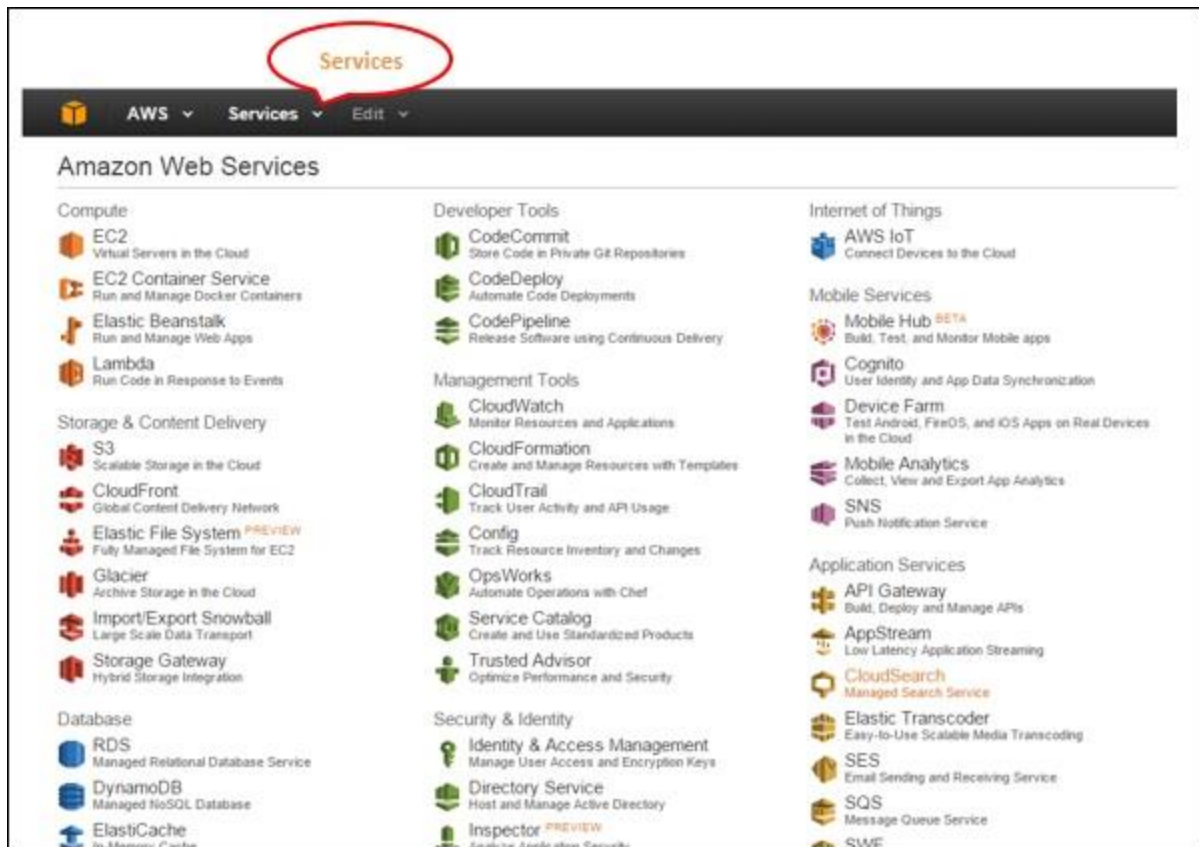 Services
AWS Services Edit
Amazon Web Services
Compute
EC2
Virtual Servers in the Cloud
EC2 Container Service
Run and Manage Docker Containers
Elastic Beanstalk
Run and Manage Web Apps
Lambda
Run Code in Response to Events
Storage & Content Delivery
S3
Scalable Storage in the Cloud
CloudFront
Global Content Delivery Network
Elastic File System PREVIEW
Fully Managed File System for EC2
Glacier
Archive Storage in the Cloud
Import/Export Snowball
Large Scale Data Transport
Storage Gateway
Hybrid Storage Integration
Database
RDS
Managed Relational Database Service
DynamoDB
Managed NoSQL Database
ElastiCache
In-Memory Cache
Developer Tools
CodeCommit
Store Code in Private Git Repositories
CodeDeploy
Automate Code Deployments
CodePipeline
Release Software using Continuous Delivery
Management Tools
CloudWatch
Monitor Resources and Applications
CloudFormation
Create and Manage Resources with Templates
CloudTrail
Track User Activity and API Usage
Config
Track Resource Inventory and Changes
OpsWorks
Automate Operations with Chef
Service Catalog
Create and Use Standardized Products
Trusted Advisor
Optimize Performance and Security
Security & Identity
Identity & Access Management
Manage User Access and Encryption Keys
Directory Service
Host and Manage Active Directory
Inspector PREVIEW
Analyze Application Security
Internet of Things
AWS IoT
Connect Devices to the Cloud
Mobile Services
Mobile Hub BETA
Build, Test, and Monitor Mobile apps
Cognito
User Identity and App Data Synchronization
Device Farm
Test Android, FireOS, and iOS Apps on Real Devices
in the Cloud
Mobile Analytics
Collect, View and Export App Analytics
SNS
Push Notification Service
Application Services
API Gateway
Build, Deploy and Manage APIs
AppStream
Low Latency Application Streaming
CloudSearch
Managed Search Service
Elastic Transcoder
Easy-to-Use Scalable Media Transcoding
SES
Email Sending and Receiving Service
SQS
Message Queue Service
SWF